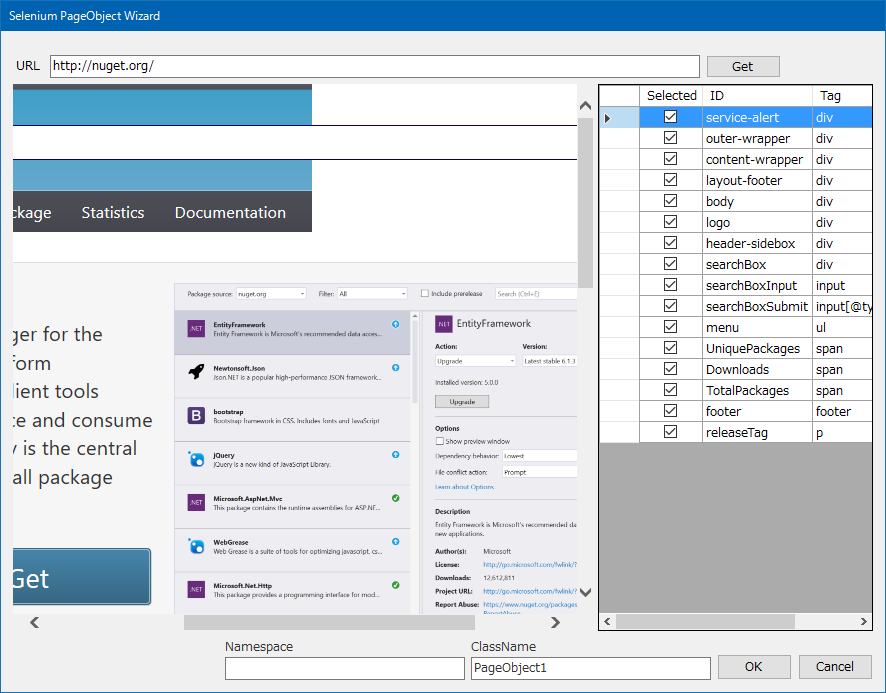 Selenium PageObject Wizard
URL http://nuget.org/ Get
ckage Statistics Documentation
ger for the
form
lient tools
ce and consume
y is the central
all package
Get
Package source: nuget.org Filter: All Include prerelease Search (Ctrl+E)
.NET EntityFramework
Entity Framework is Microsoft's recommended data acces...
Newtonsoft.Json
Json.NET is a popular high-performance JSON framework...
B bootstrap
Bootstrap framework in CSS. Includes fonts and JavaScript
jQuery
jQuery is a new kind of JavaScript Library.
.NET Microsoft.AspNet.Mvc
This package contains the runtime assemblies for ASP.NE...
WebGrease
Web Grease is a suite of tools for optimizing javascript, cs...
.NET Microsoft.Net.Http
This package provides a programming interface for mod...
.NET EntityFramework
Action: Version:
Upgrade Latest stable 6.1.3
Installed version: 5.0.0
Upgrade
Options
Show preview window
Dependency behavior: Lowest
File conflict action: Prompt
Learn about Options
Description
Entity Framework is Microsoft's recommended da
new applications.
Author(s): Microsoft
License: http://go.microsoft.com/fwlink/?
Downloads: 12,612,811
Project URL: http://go.microsoft.com/fwlink/?
Report Abuse: https://www.nuget.org/packages
Selected ID Tag
service-alert div
outer-wrapper div
content-wrapper div
layout-footer div
body div
logo div
header-sidebox div
searchBox div
searchBoxInput input
searchBoxSubmit input[@ty
menu ul
UniquePackages span
Downloads span
TotalPackages span
footer footer
releaseTag p
Namespace ClassName
PageObject1 OK Cancel